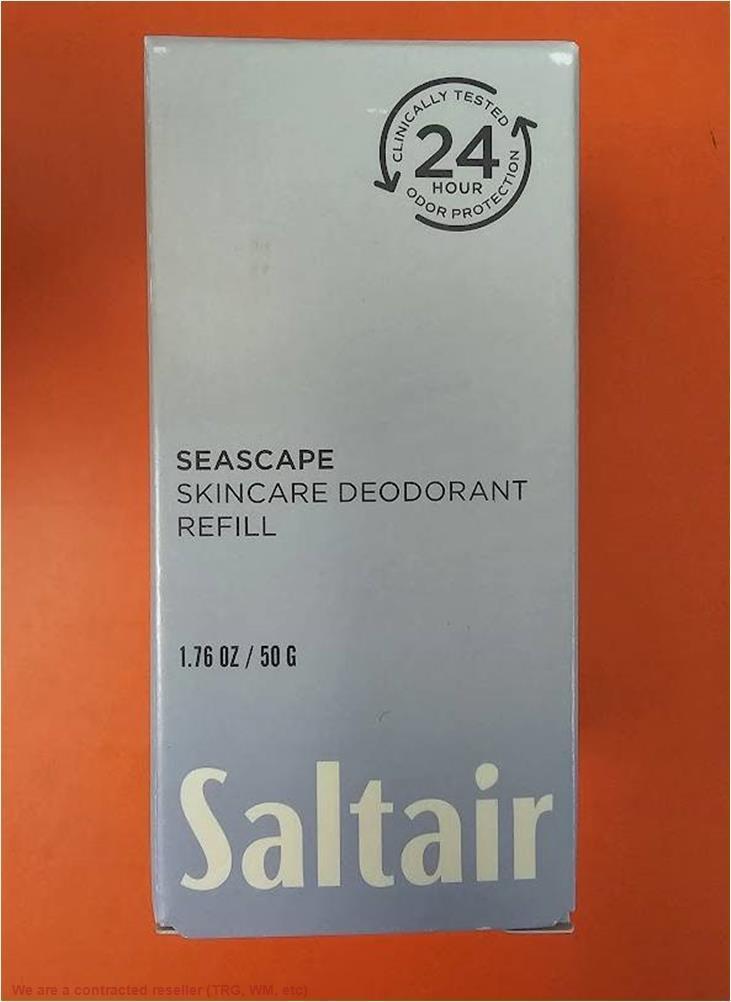 CLINICALLY TESTED
24
HOUR
ODOR PROTECTION
SEASCAPE
SKINCARE DEODORANT
REFILL
1.76 OZ / 50 G
Saltair
We are a contracted reseller (TRG, WM, etc)